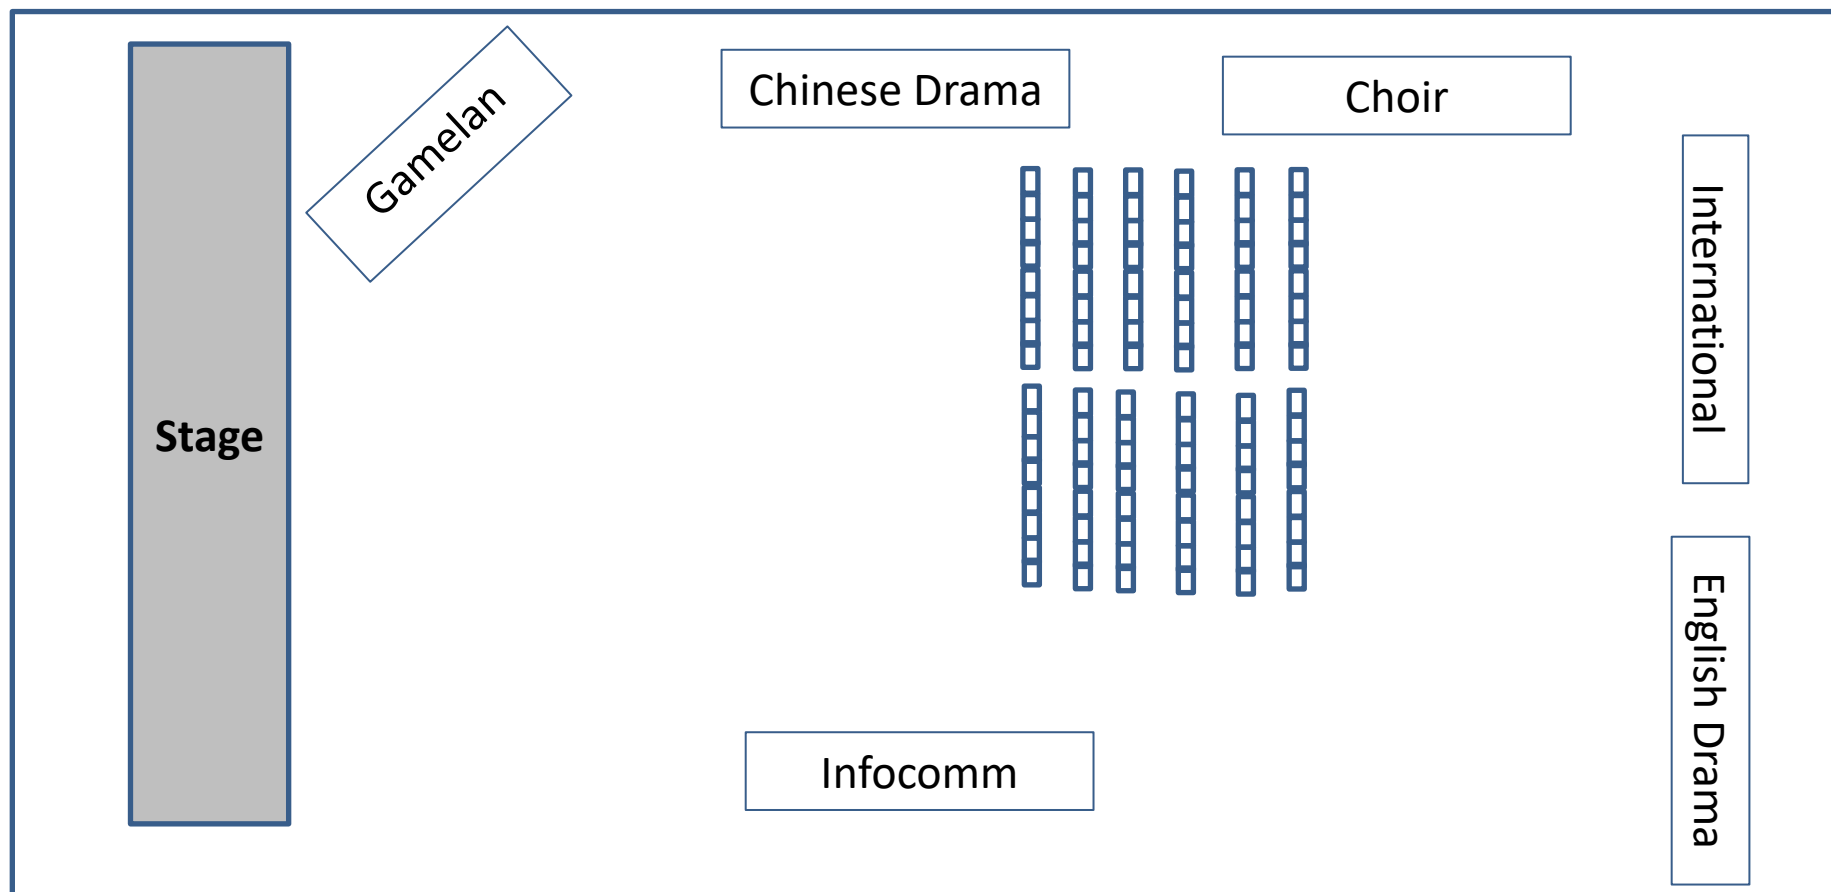 Gamelan
Chinese Drama
Choir
International
Stage
English Drama
Infocomm